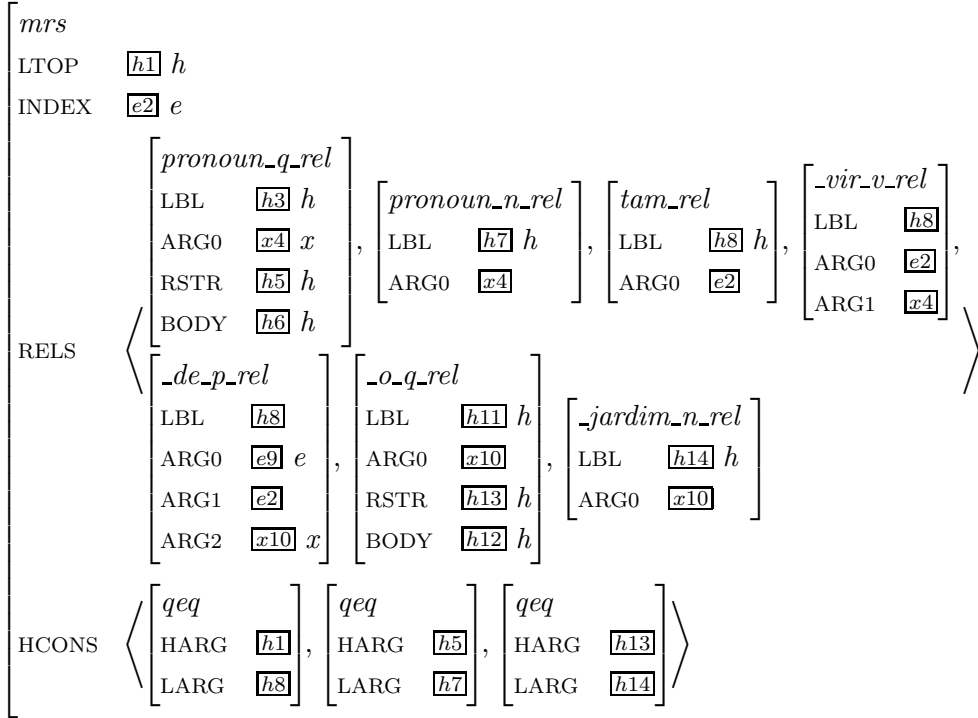 mrs
LTOP h1 h
INDEX e2 e
RELS
pronoun_q_rel
LBL h3 h
ARG0 x4 x
RSTR h5 h
BODY h6 h
,
pronoun_n_rel
LBL h7 h
ARG0 x4
,
tam_rel
LBL h8 h
ARG0 e2
,
_vir_v_rel
LBL h8
ARG0 e2
ARG1 x4
,
_de_p_rel
LBL h8
ARG0 e9 e
ARG1 e2
ARG2 x10 x
,
_o_q_rel
LBL h11 h
ARG0 x10
RSTR h13 h
BODY h12 h
,
_jardim_n_rel
LBL h14 h
ARG0 x10
HCONS
qeq
HARG h1
LARG h8
,
qeq
HARG h5
LARG h7
,
qeq
HARG h13
LARG h14